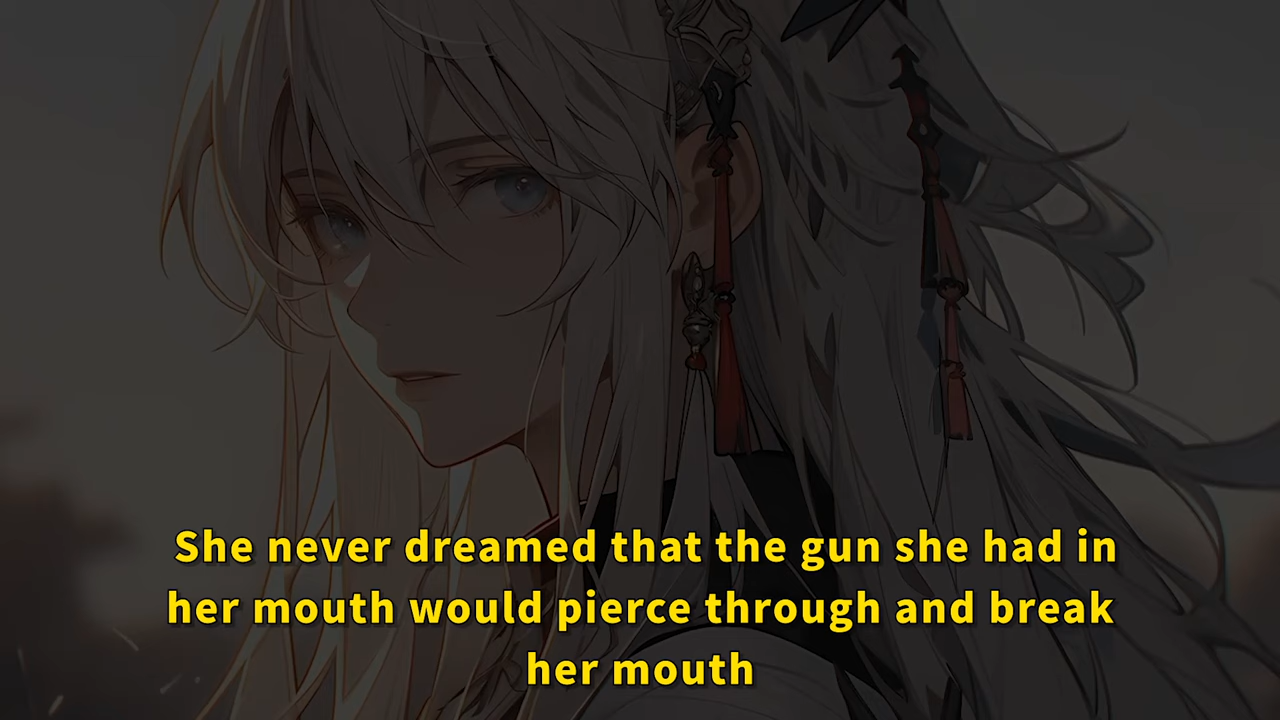 She never dreamed that the gun she had in
her mouth would pierce through and break
her mouth